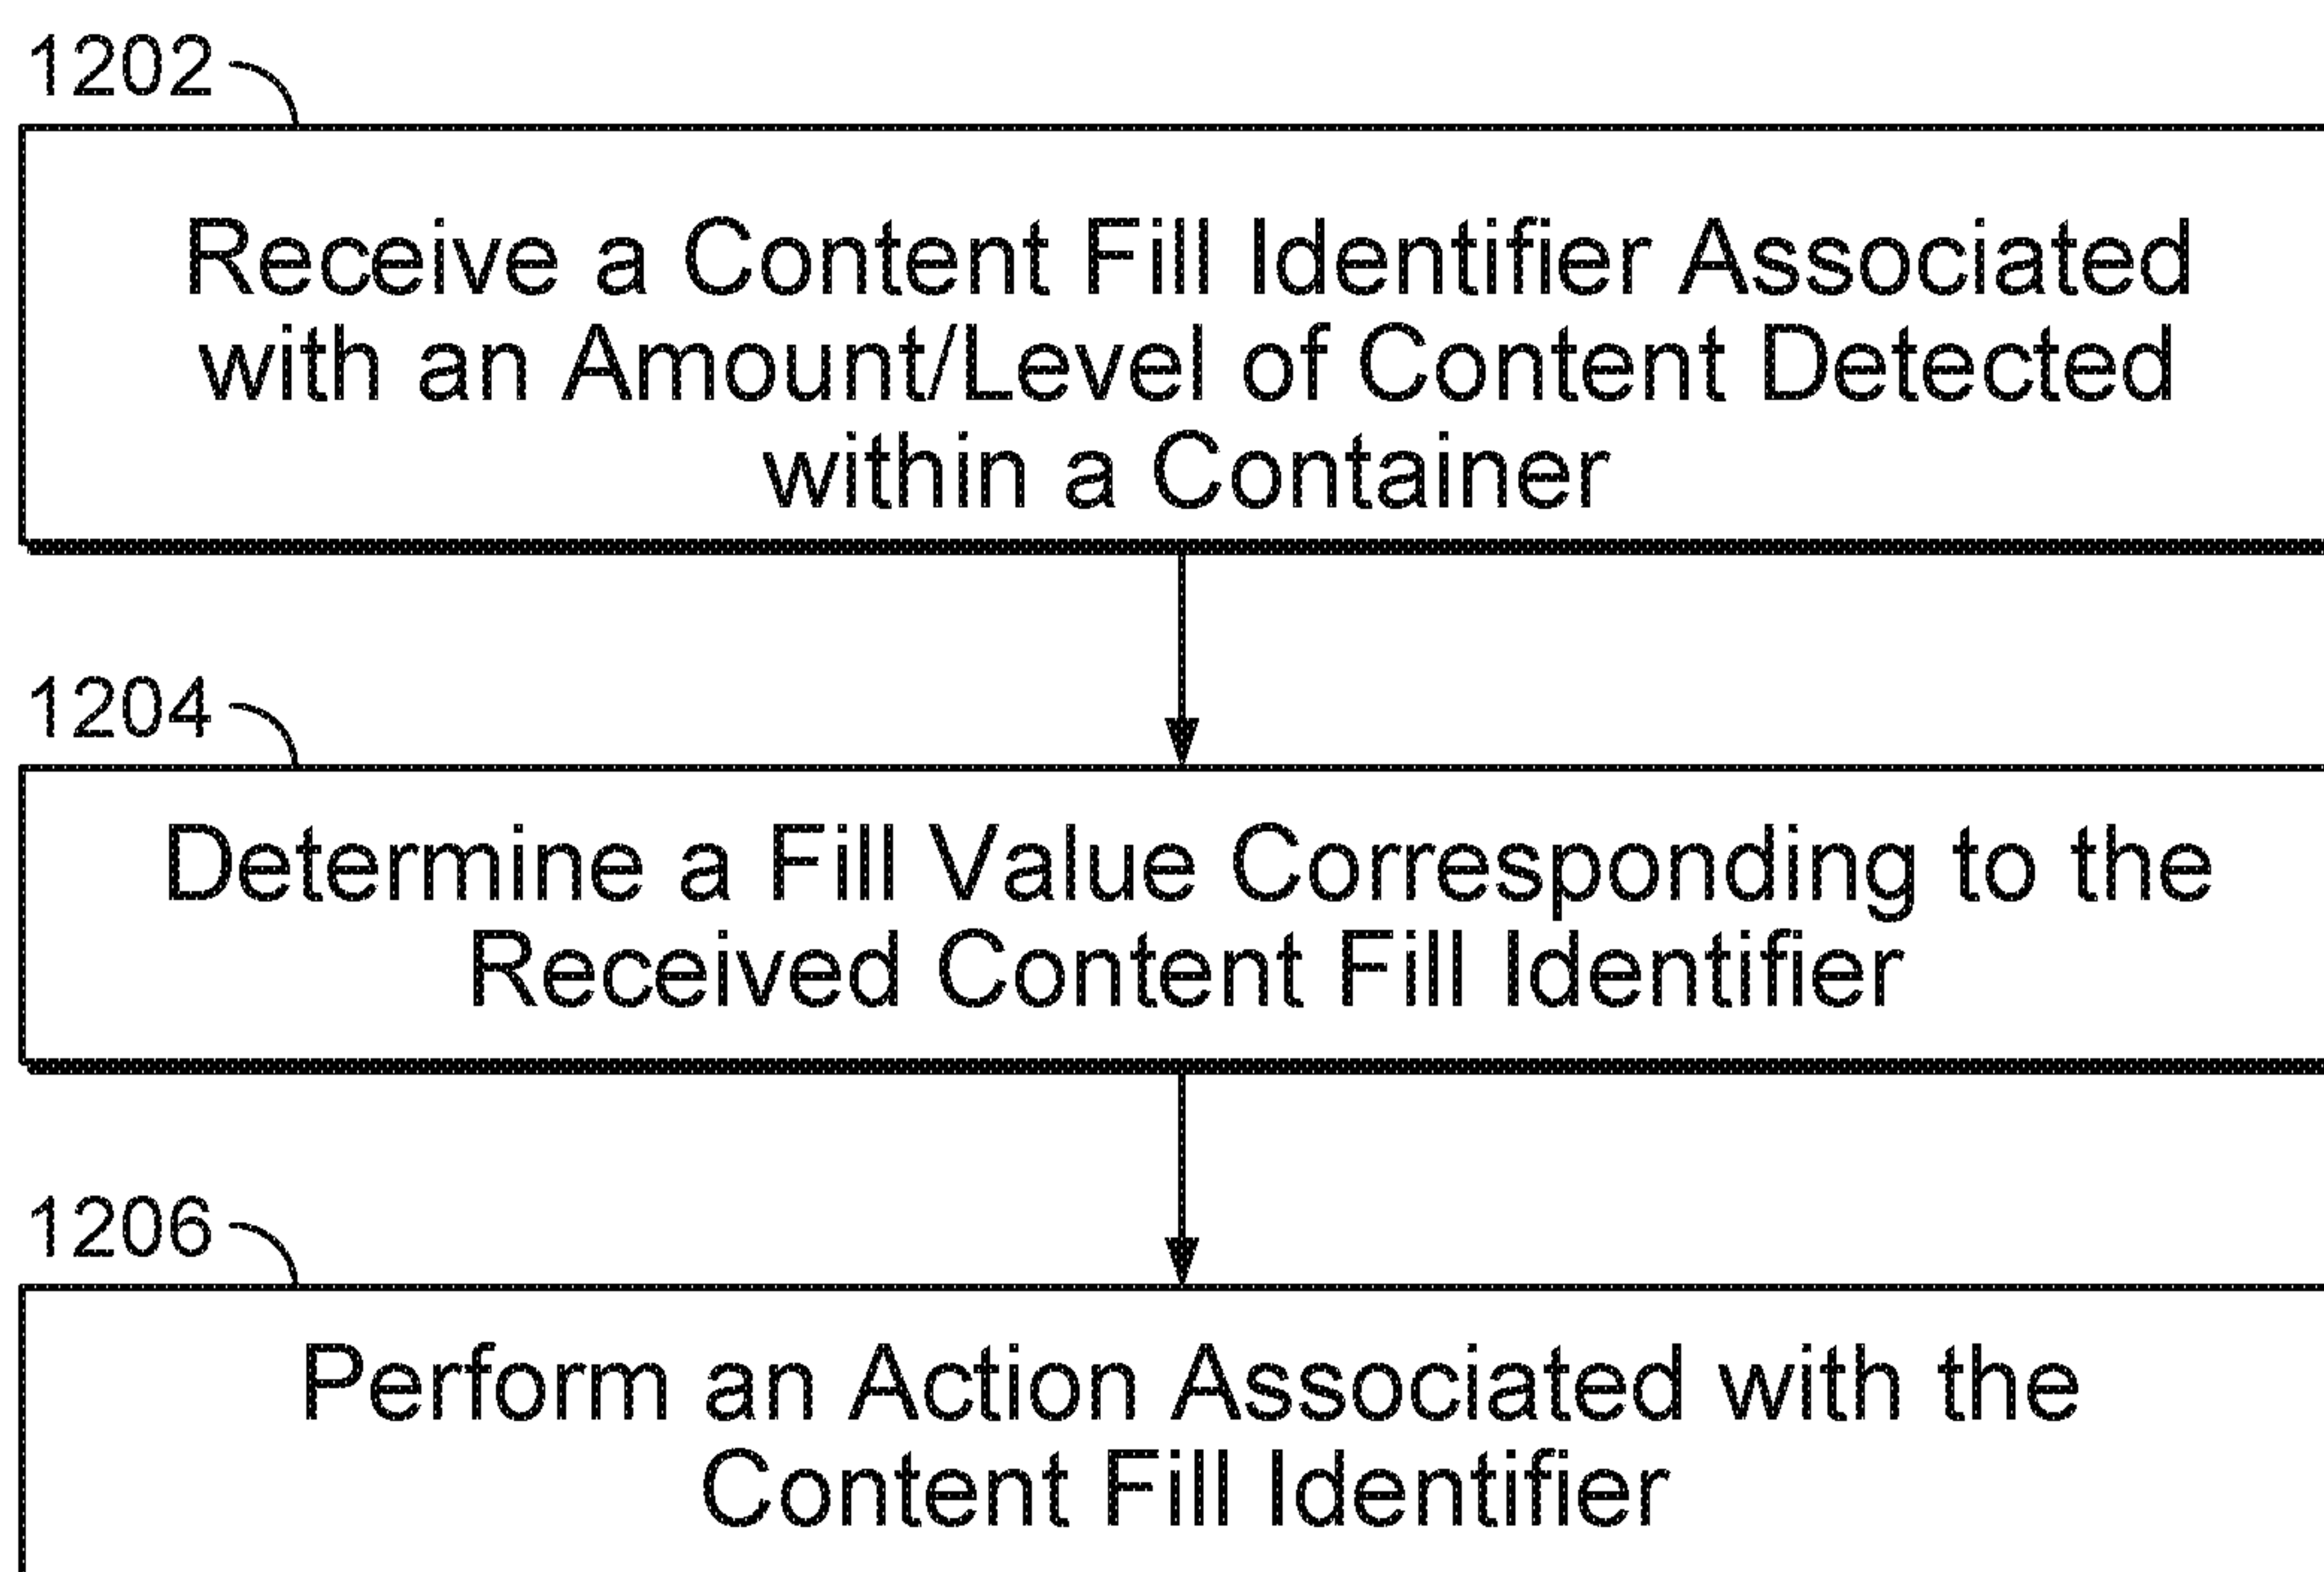 1202
Receive a Content Fill Identifier Associated
with an Amount/Level of Content Detected
within a Container
1204
Determine a Fill Value Corresponding to the
Received Content Fill Identifier
1206
Perform an Action Associated with the
Content Fill Identifier